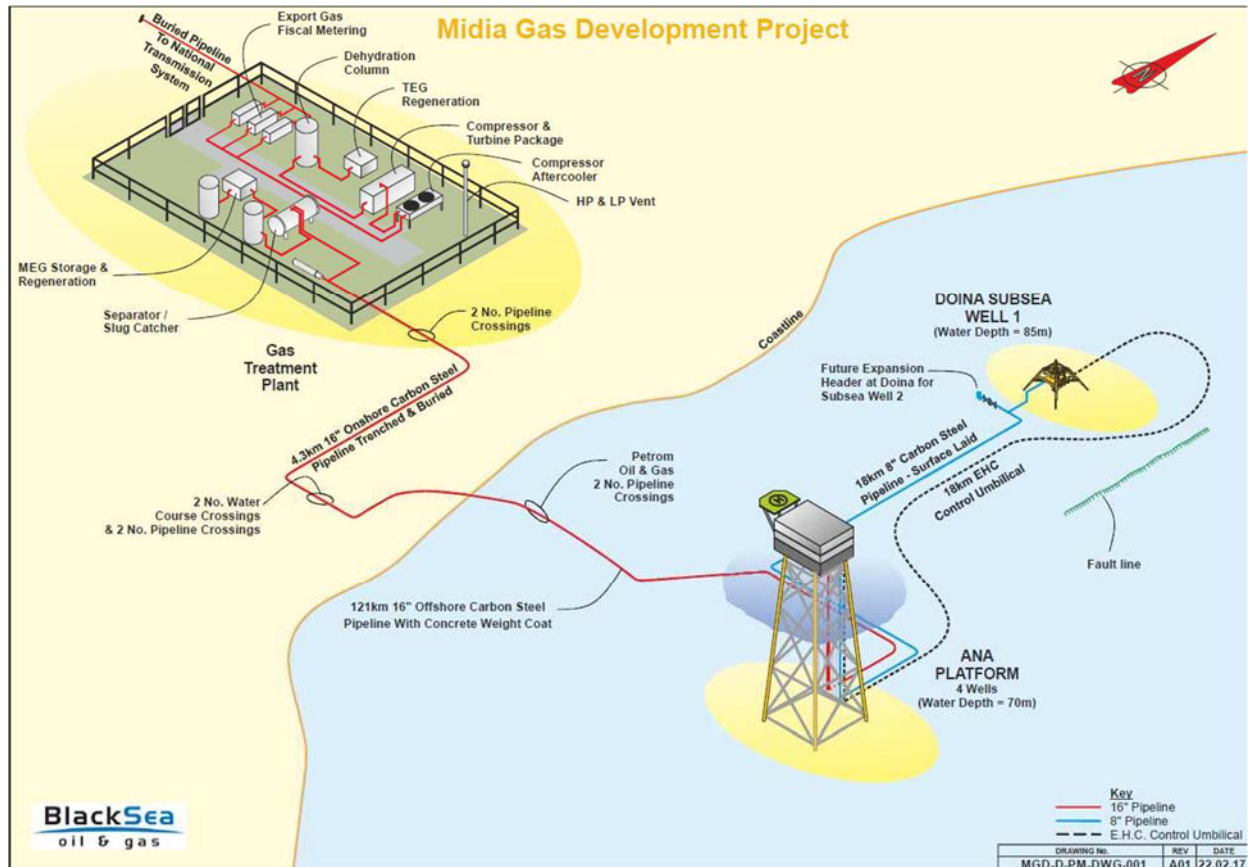 Midia Gas Development Project
Export Gas
Fiscal Metering
Buried Pipeline
To National
Transmission
System
Dehydration
Column
TEG
Regeneration
Compressor &
Turbine Package
Compressor
Aftercooler
HP & LP Vent
MEG Storage &
Regeneration
Separator /
Slug Catcher
Gas
Treatment
Plant
2 No. Pipeline
Crossings
Coastline
4.3km 16" Onshore Carbon Steel
Pipeline Trenched & Buried
2 No. Water
Course Crossings
& 2 No. Pipeline Crossings
Petrom
Oil & Gas
2 No. Pipeline
Crossings
121km 16" Offshore Carbon Steel
Pipeline With Concrete Weight Coat
DOINA SUBSEA
WELL 1
(Water Depth = 85m)
Future Expansion
Header at Doina for
Subsea Well 2
18km 8" Carbon Steel
Pipeline - Surface Laid
18km EHC
Control Umbilical
Fault line
H
N
ANA
PLATFORM
4 Wells
(Water Depth = 70m)
BlackSea
oil & gas
Key
16" Pipeline
8" Pipeline
E.H.C. Control Umbilical
DRAWING No. REV DATE
MGD-D-PM-DWG-001 A01 22.02.17